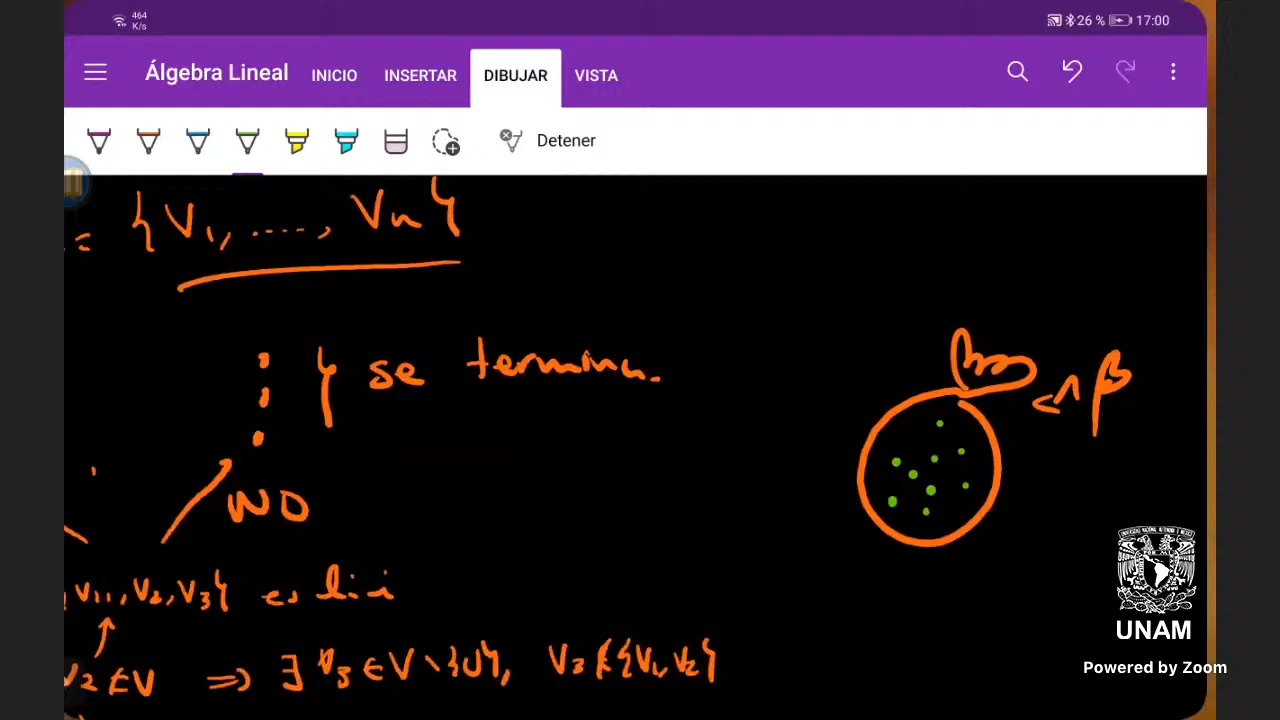 464
K/s
26 % 17:00
Álgebra Lineal INICIO INSERTAR DIBUJAR VISTA
Detener
= { V₁, ...., Vn }
y se termina.
β
NO
V₁, V₂, V₃ } es l.i
V₂ ∉ V ⇒ ∃ V₃ ∈ V \ {U}, V₃ ∉ {V₁, V₂}
UNAM
Powered by Zoom